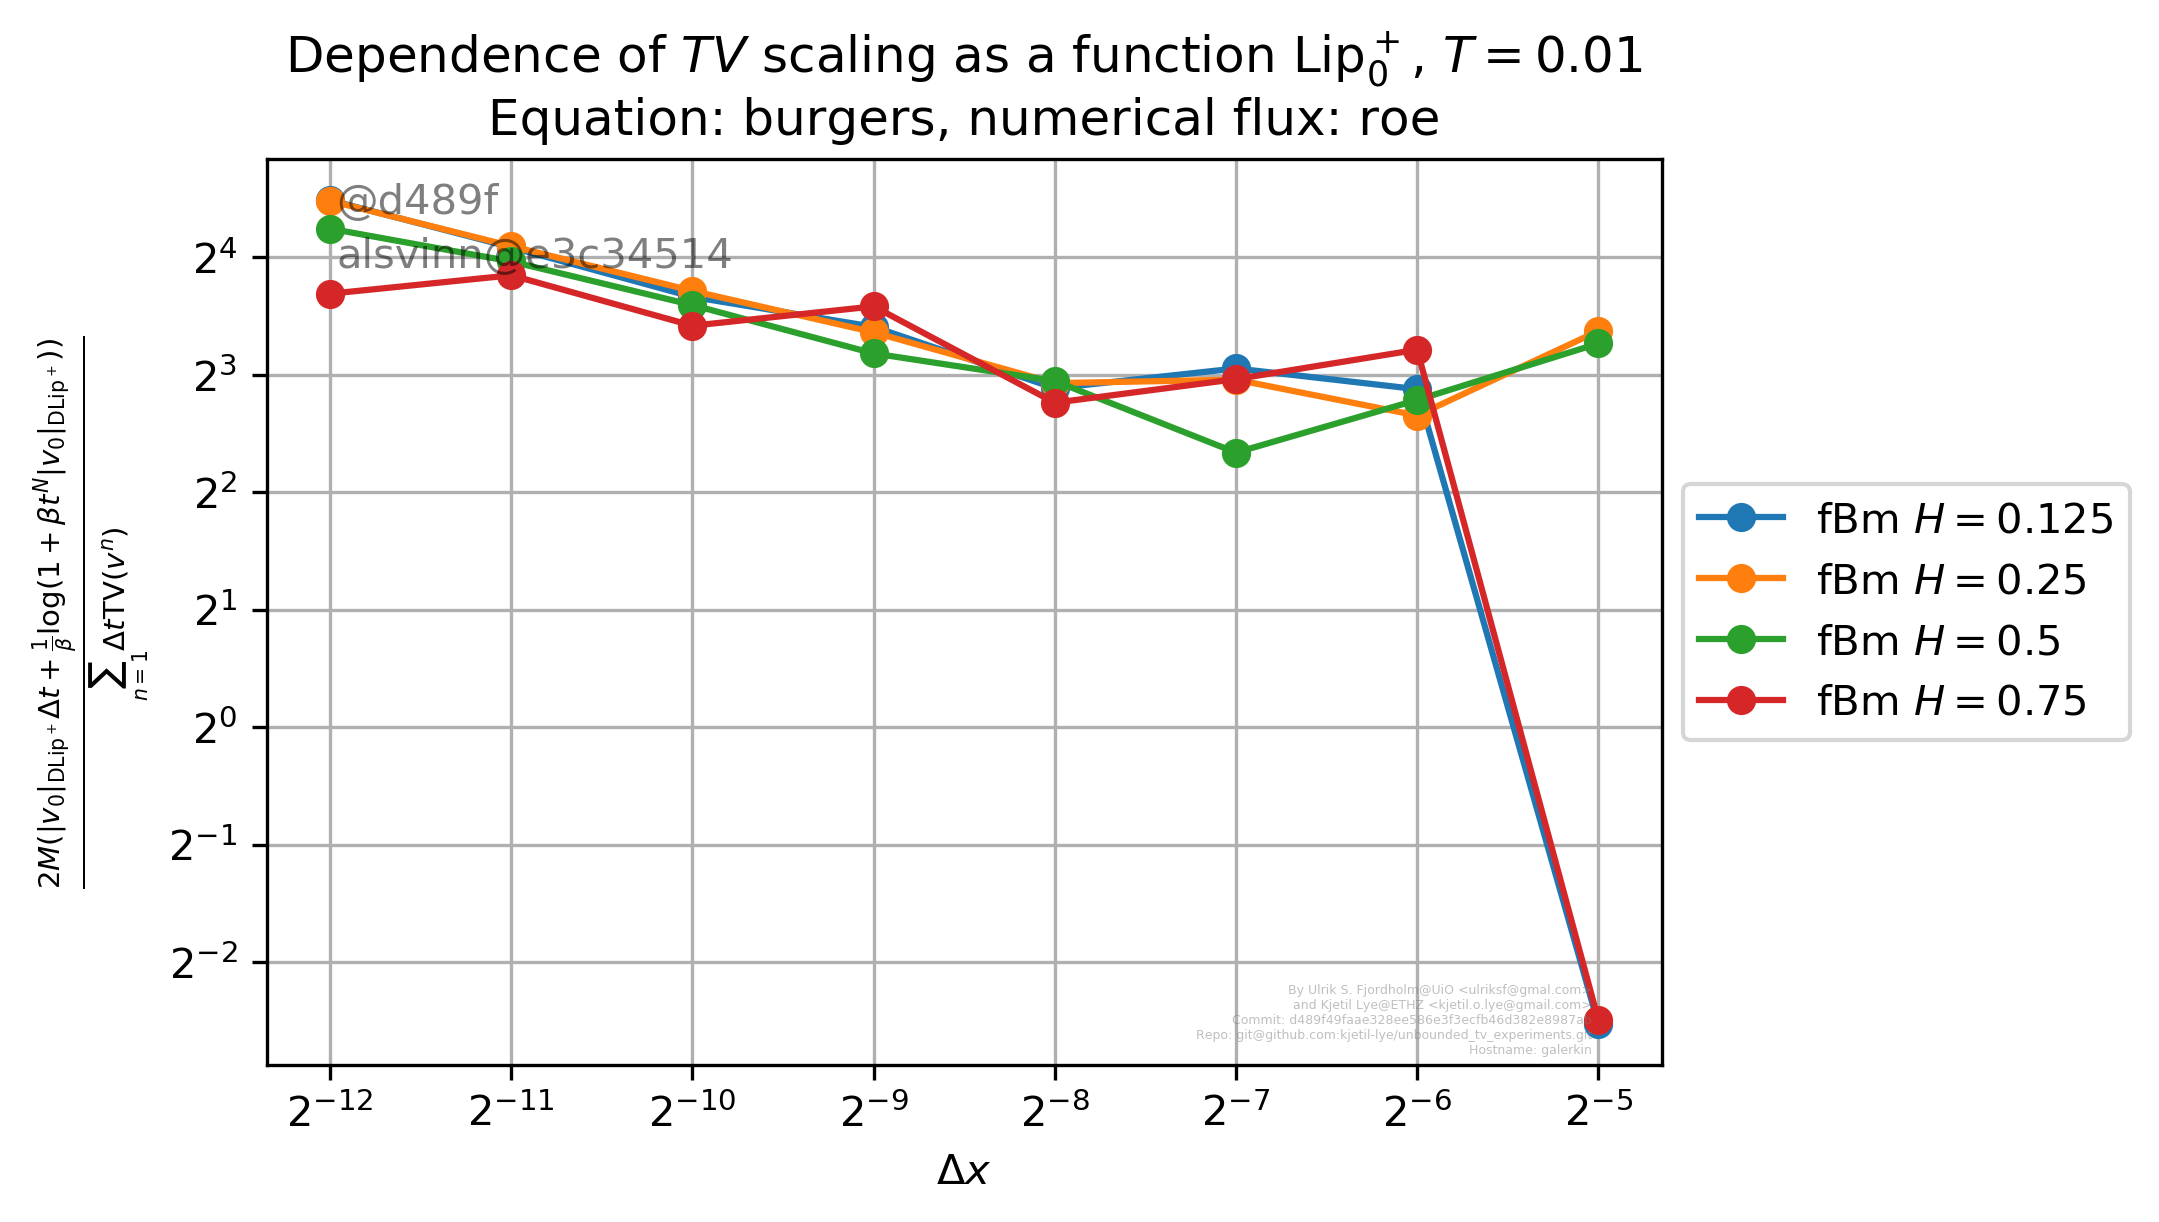 Dependence of TV scaling as a function Lip₀⁺, T = 0.01
Equation: burgers, numerical flux: roe
@d489f
alsvinn@e3c34514
2⁴
2³
2²
2¹
2⁰
2⁻¹
2⁻²
2M(|v₀|_DLip⁺ Δt + 1/β log(1 + βt^N |v₀|_DLip⁺))
∑_{n=1} ΔtTV(vⁿ)
fBm H = 0.125
fBm H = 0.25
fBm H = 0.5
fBm H = 0.75
By Ulrik S. Fjordholm@UiO <ulriksf@gmal.com>
and Kjetil Lye@ETHZ <kjetil.o.lye@gmail.com>
Commit: d489f49faae328ee586e3f3ecfb46d382e8987a
Repo: git@github.com:kjetil-lye/unbounded_tv_experiments.git
Hostname: galerkin
2⁻¹² 2⁻¹¹ 2⁻¹⁰ 2⁻⁹ 2⁻⁸ 2⁻⁷ 2⁻⁶ 2⁻⁵
Δx